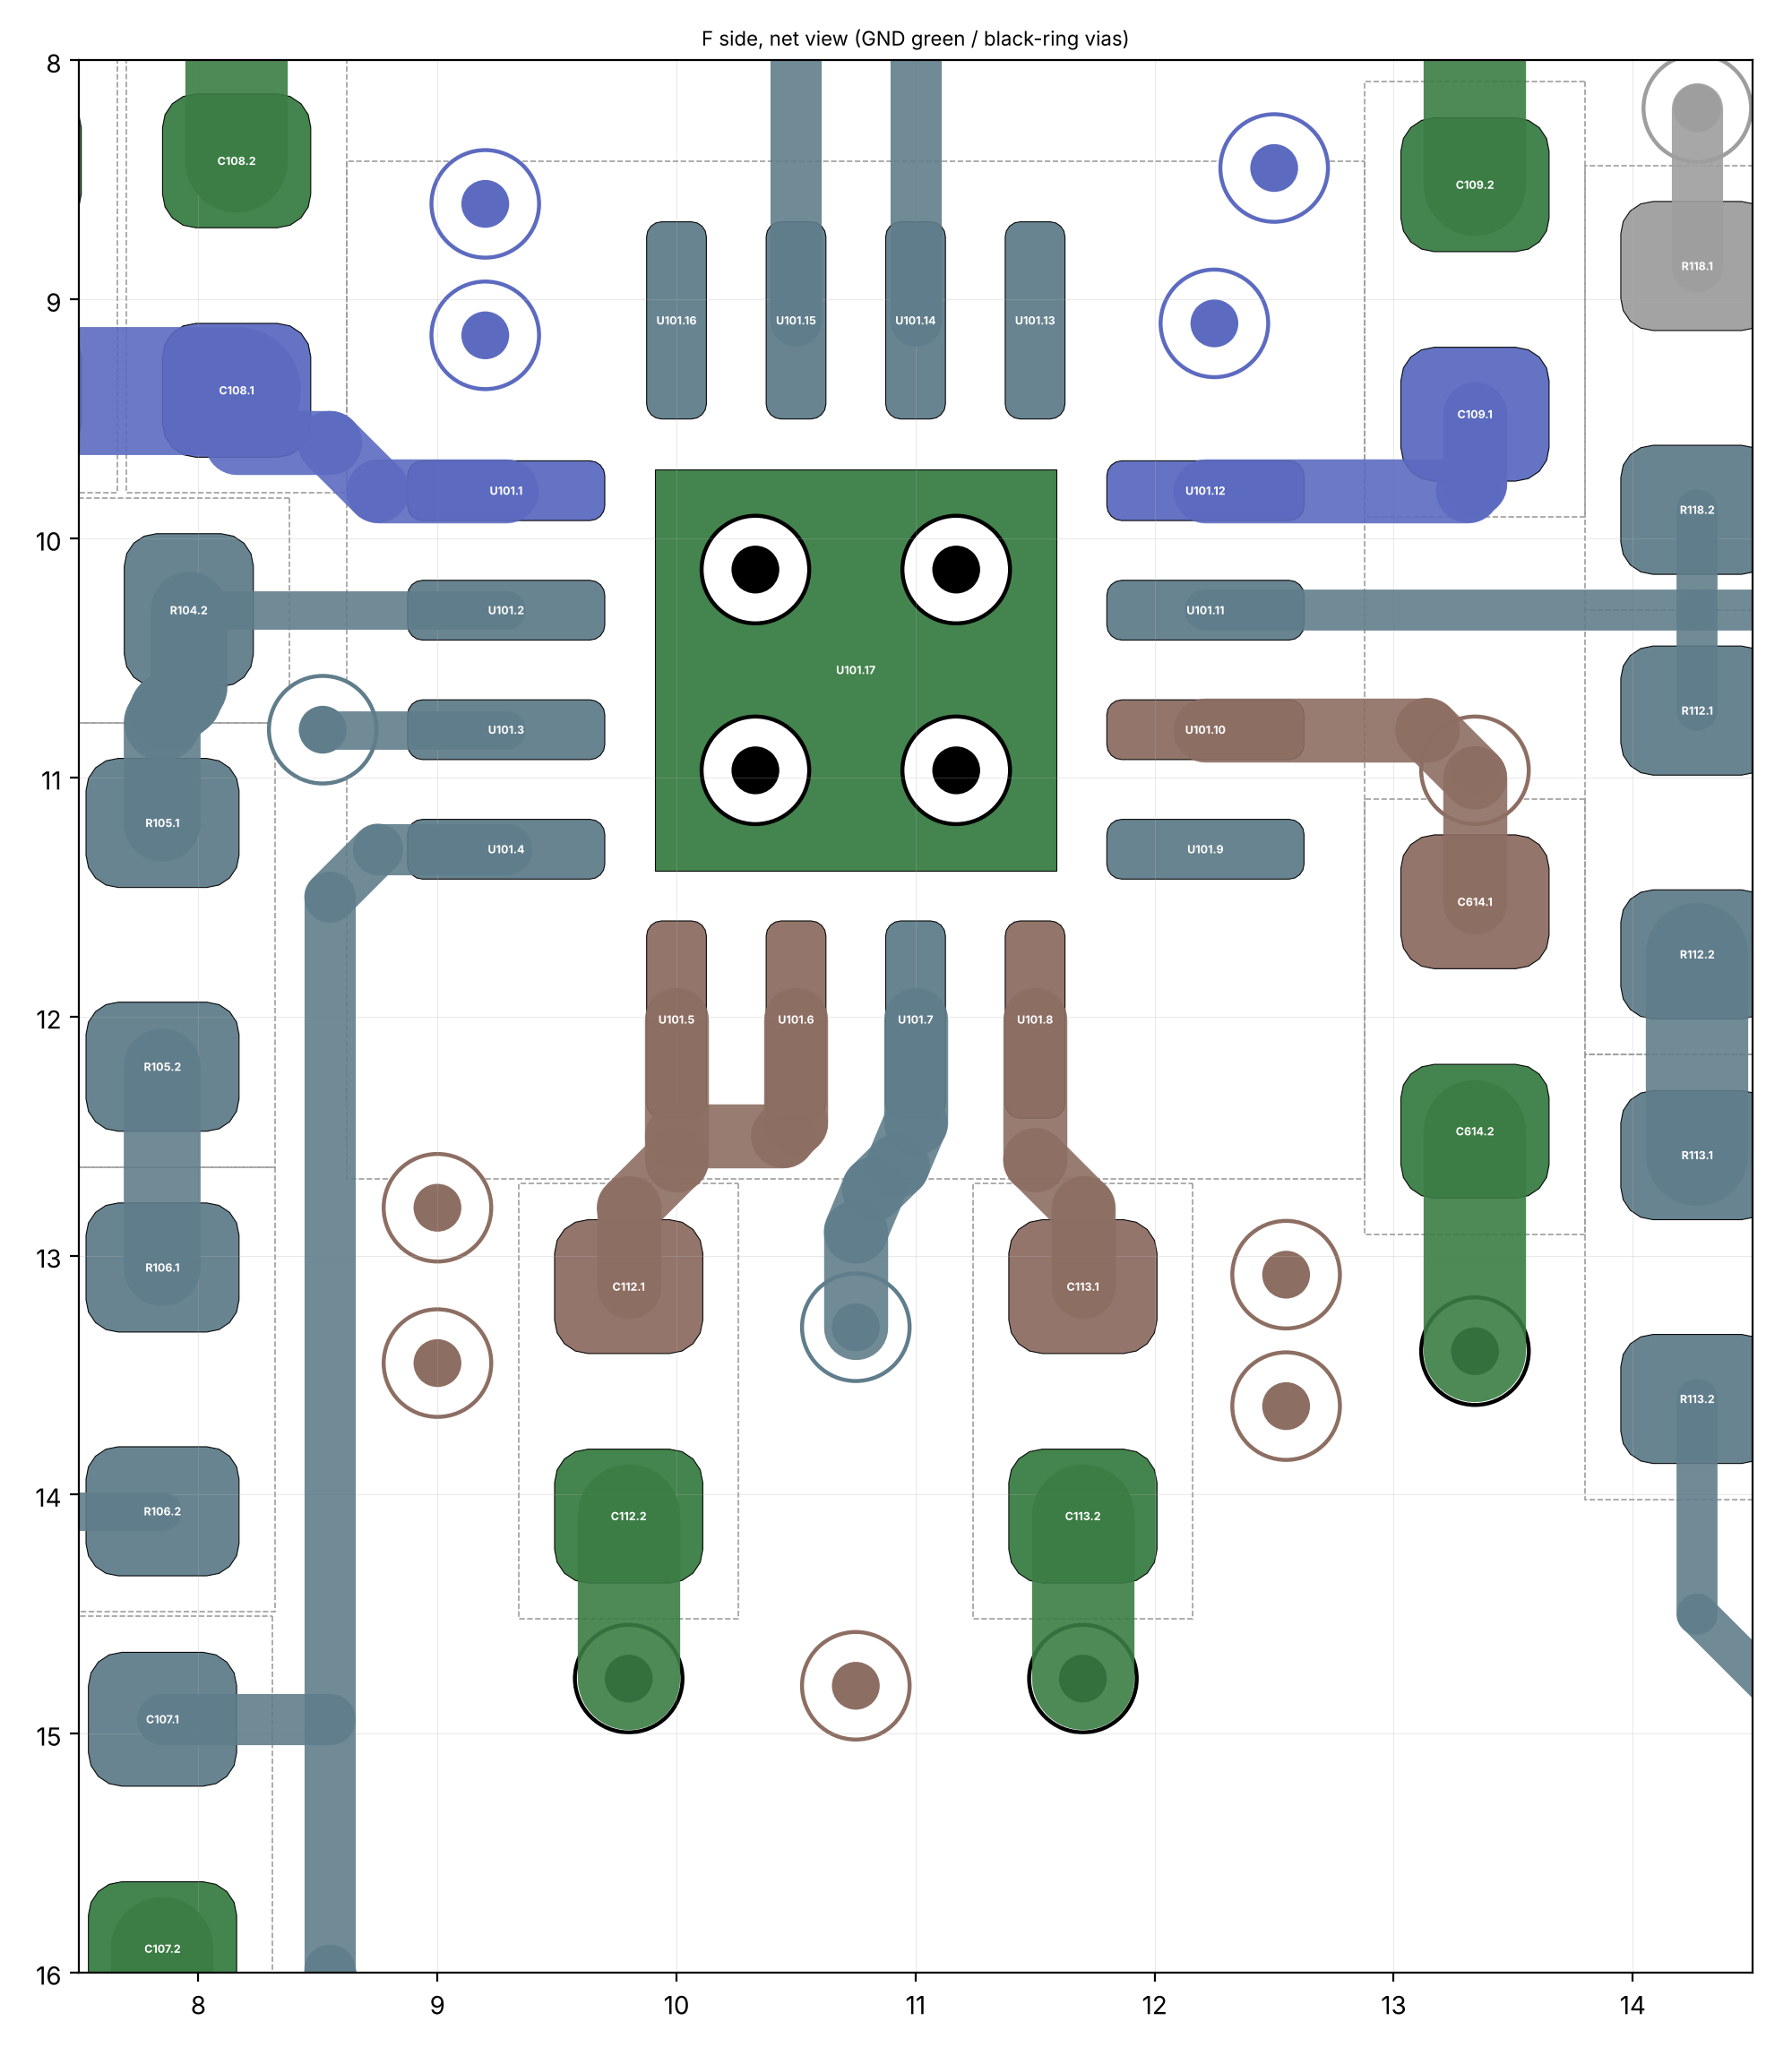 F side, net view (GND green / black-ring vias)
8
C108.2
C109.2
R118.1
9
U101.16
U101.15
U101.14
U101.13
C108.1
C109.1
U101.1
U101.12
R118.2
10
R104.2
U101.2
U101.11
U101.17
R112.1
U101.3
U101.10
11
R105.1
U101.4
U101.9
C614.1
R112.2
12
U101.5
U101.6
U101.7
U101.8
R105.2
C614.2
R113.1
13
R106.1
C112.1
C113.1
R113.2
14
R106.2
C112.2
C113.2
C107.1
15
C107.2
16
8
9
10
11
12
13
14